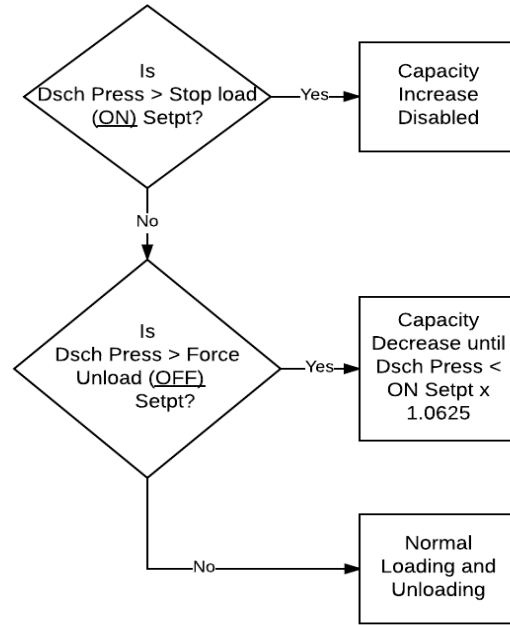 Is
Dsch Press > Stop load
(ON) Setpt?
Yes
Capacity
Increase
Disabled
No
Is
Dsch Press > Force
Unload (OFF)
Setpt?
Yes
Capacity
Decrease until
Dsch Press <
ON Setpt x
1.0625
No
Normal
Loading and
Unloading